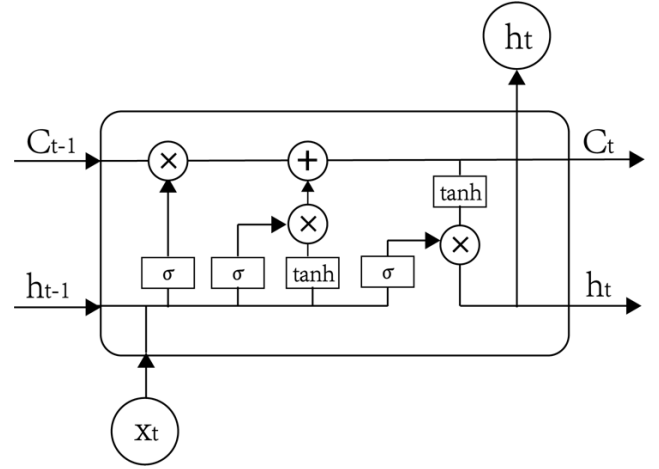 ht
Ct-1
× + Ct
tanh
× ×
σ σ tanh σ
ht-1 ht
xt